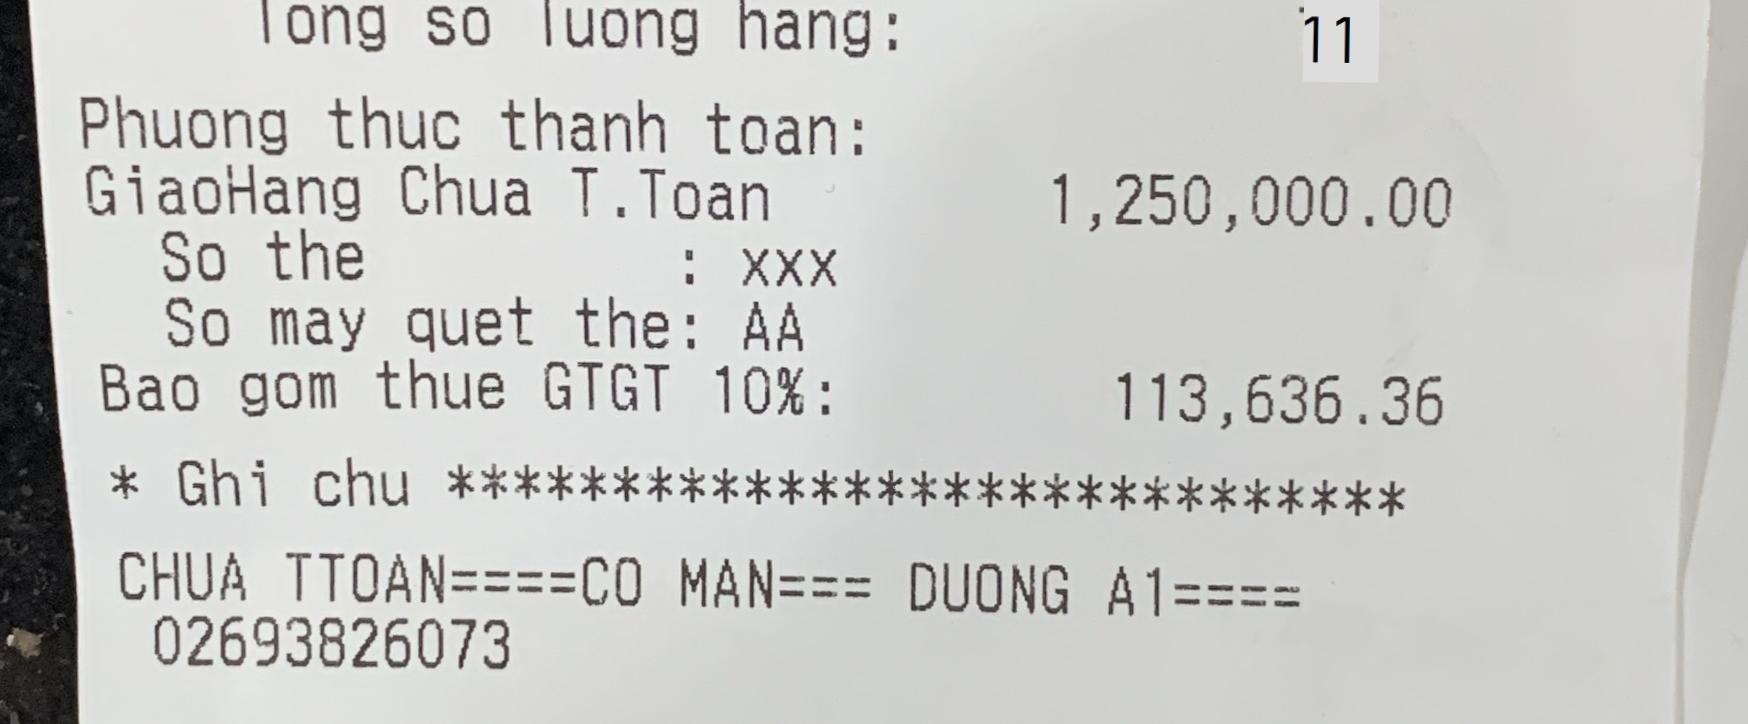 Tong so luong hang: 11
Phuong thuc thanh toan:
GiaoHang Chua T.Toan 1,250,000.00
So the : XXX
So may quet the: AA
Bao gom thue GTGT 10%: 113,636.36
* Ghi chu *****************************
CHUA TTOAN====CO MAN=== DUONG A1====
02693826073